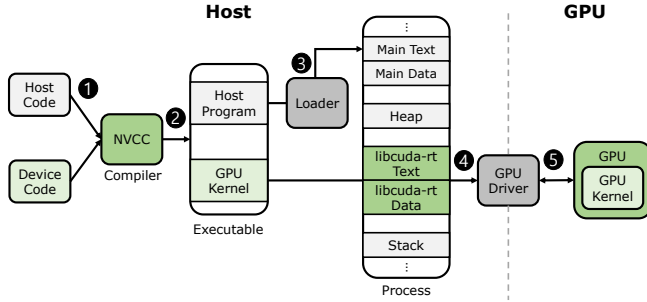 Host
GPU
1
Host
Code
Device
Code
NVCC
Compiler
2
Host
Program
GPU
Kernel
Executable
3
Loader
⋮
Main Text
Main Data
Heap
libcuda-rt
Text
libcuda-rt
Data
Stack
⋮
Process
4
GPU
Driver
5
GPU
GPU
Kernel